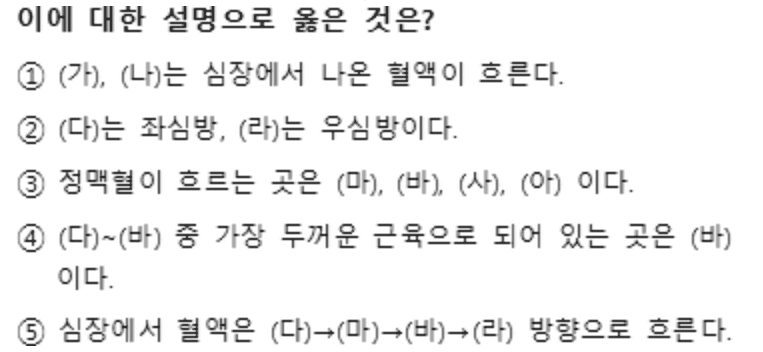 이에 대한 설명으로 옳은 것은?
① (가), (나)는 심장에서 나온 혈액이 흐른다.
② (다)는 좌심방, (라)는 우심방이다.
③ 정맥혈이 흐르는 곳은 (마), (바), (사), (아) 이다.
④ (다)~(바) 중 가장 두꺼운 근육으로 되어 있는 곳은 (바)
이다.
⑤ 심장에서 혈액은 (다)→(마)→(바)→(라) 방향으로 흐른다.